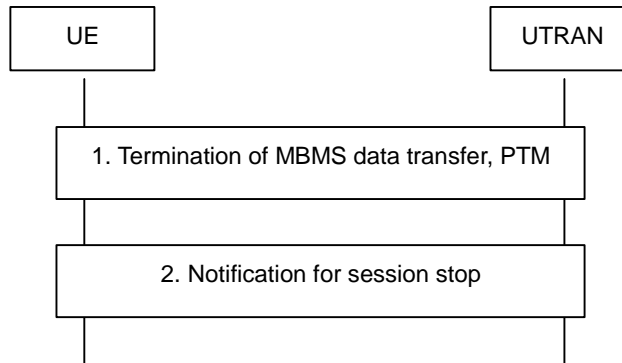 UE
UTRAN
1. Termination of MBMS data transfer, PTM
2. Notification for session stop